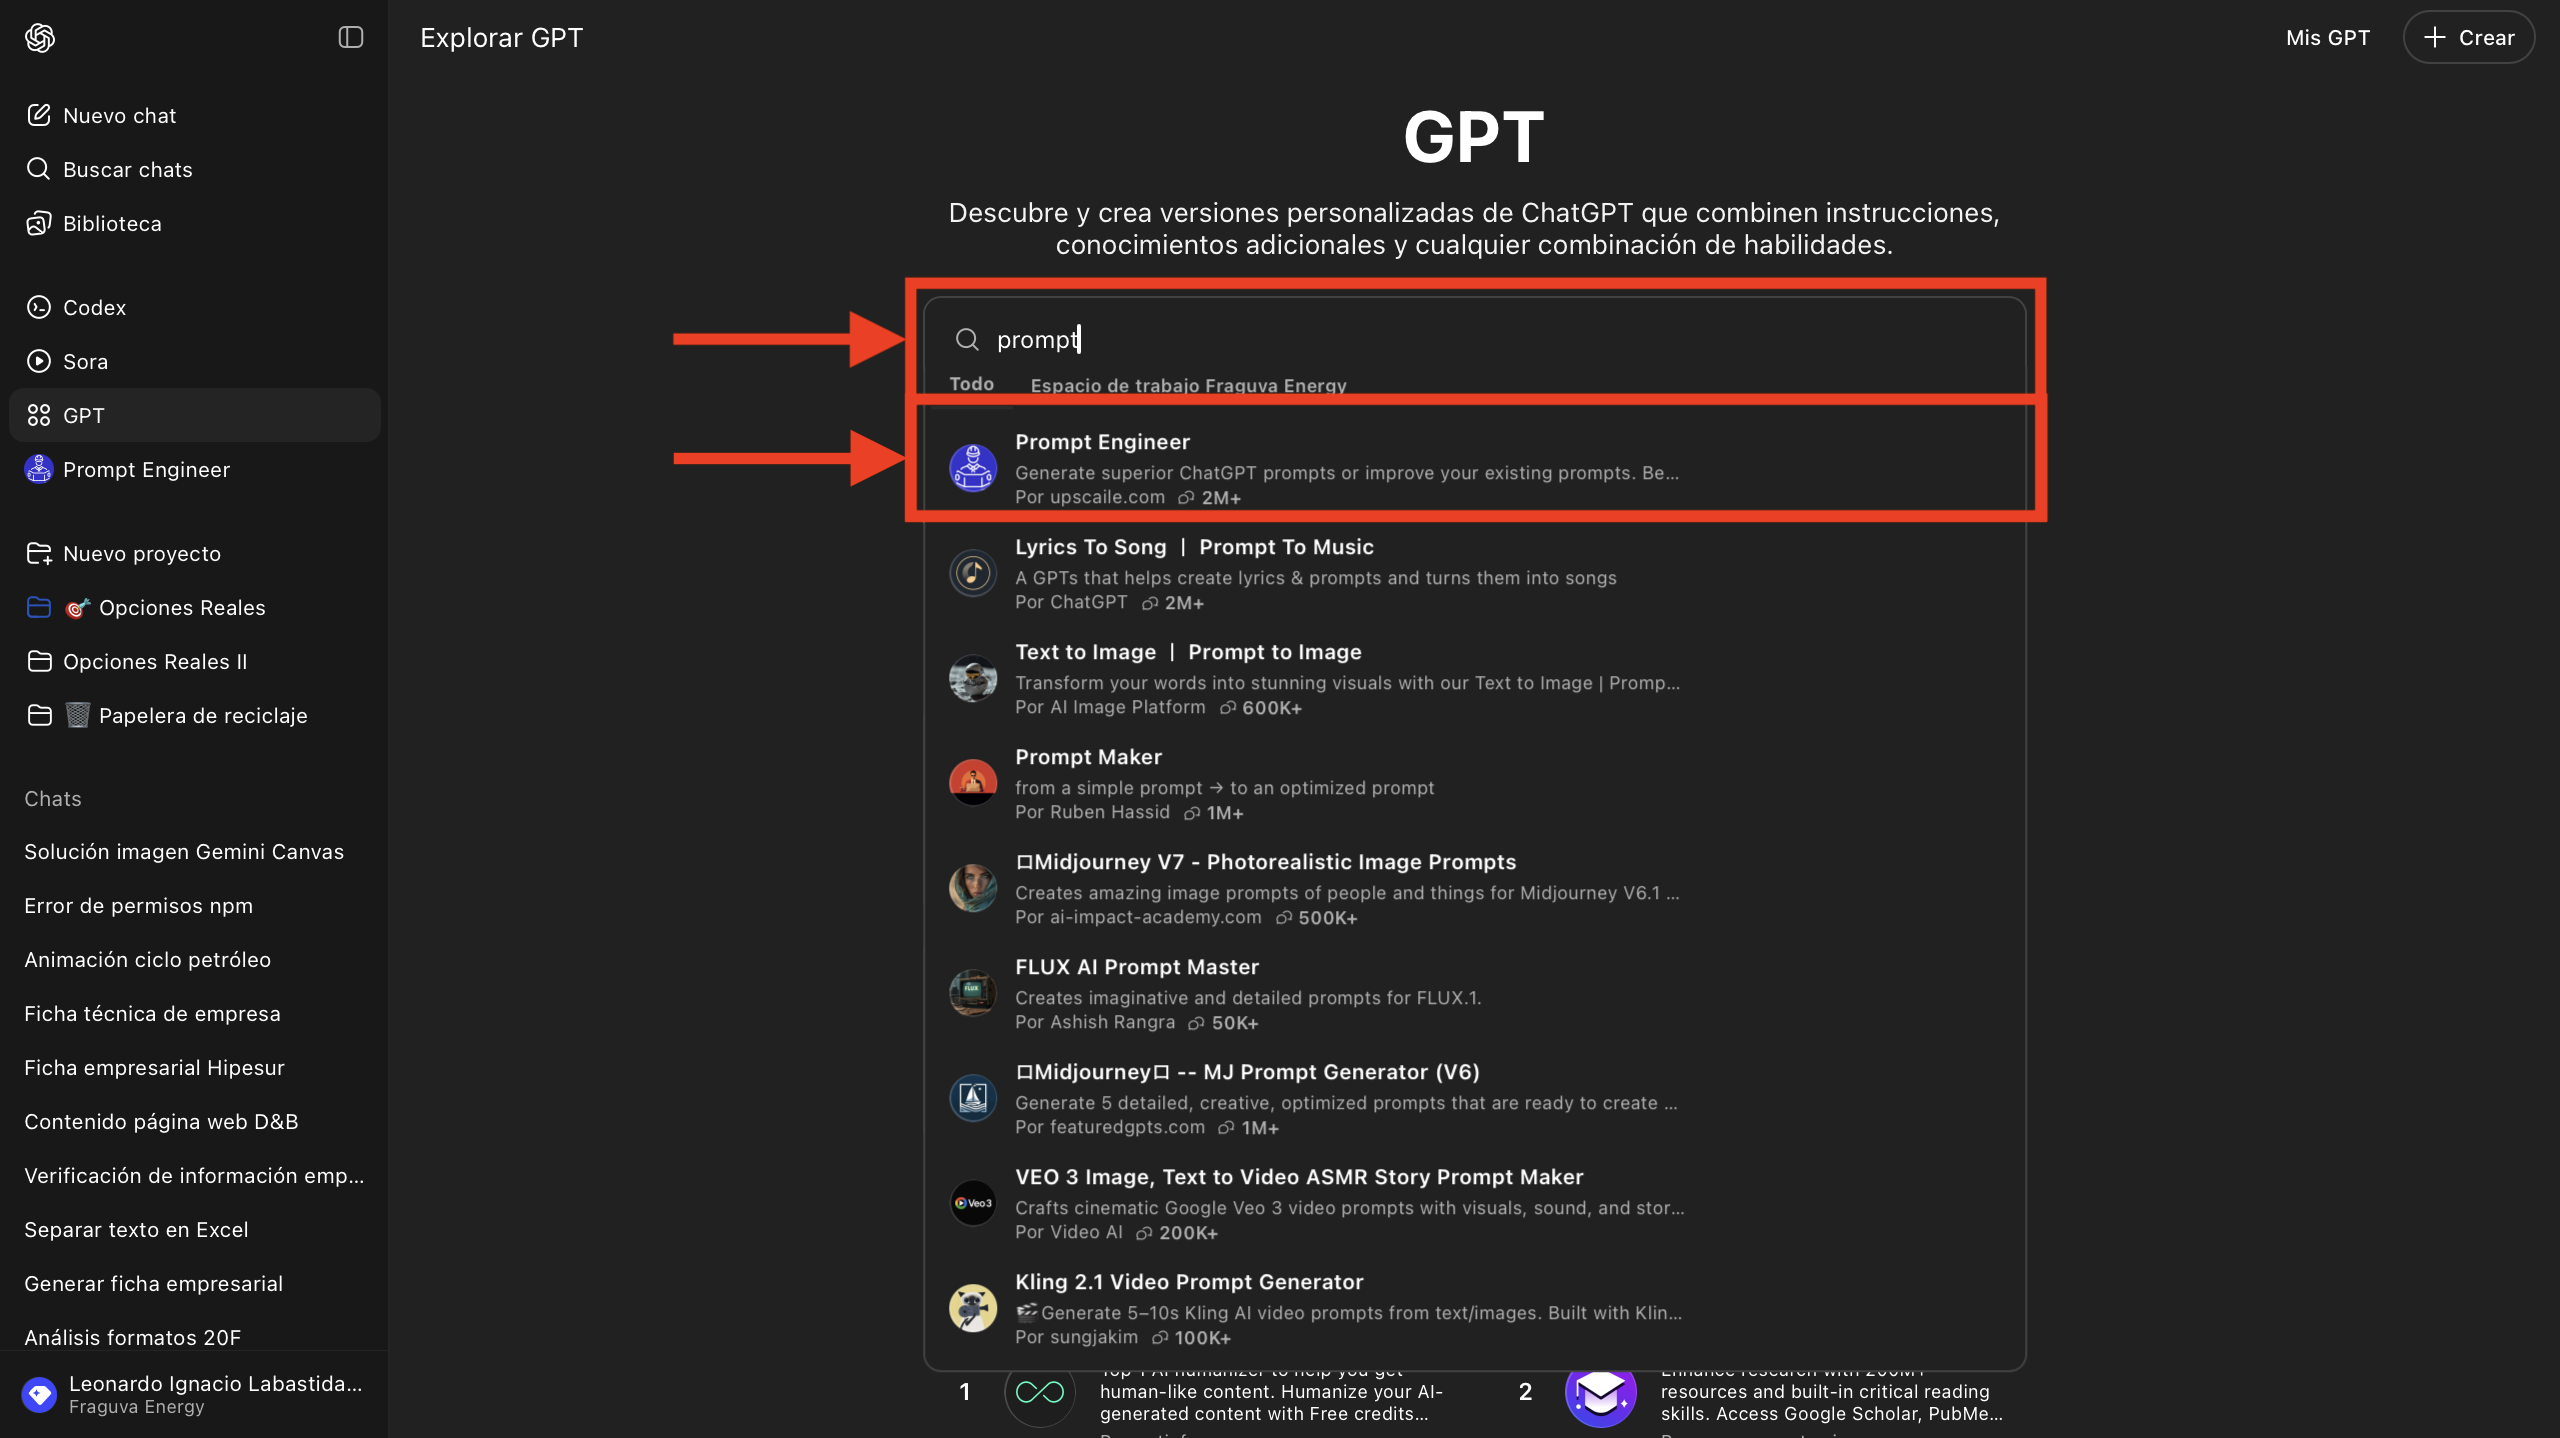 Explorar GPT
Mis GPT
Crear
Nuevo chat
Buscar chats
Biblioteca
Codex
Sora
GPT
Prompt Engineer
Nuevo proyecto
Opciones Reales
Opciones Reales II
Papelera de reciclaje
Chats
Solución imagen Gemini Canvas
Error de permisos npm
Animación ciclo petróleo
Ficha técnica de empresa
Ficha empresarial Hipesur
Contenido página web D&B
Verificación de información emp...
Separar texto en Excel
Generar ficha empresarial
Análisis formatos 20F
Leonardo Ignacio Labastida...
Fraguva Energy
GPT
Descubre y crea versiones personalizadas de ChatGPT que combinen instrucciones,
conocimientos adicionales y cualquier combinación de habilidades.
prompt
Todo Espacio de trabajo Fraguva Energy
Prompt Engineer
Generate superior ChatGPT prompts or improve your existing prompts. Be...
Por upscaile.com 2M+
Lyrics To Song | Prompt To Music
A GPTs that helps create lyrics & prompts and turns them into songs
Por ChatGPT 2M+
Text to Image | Prompt to Image
Transform your words into stunning visuals with our Text to Image | Promp...
Por AI Image Platform 600K+
Prompt Maker
from a simple prompt → to an optimized prompt
Por Ruben Hassid 1M+
Midjourney V7 - Photorealistic Image Prompts
Creates amazing image prompts of people and things for Midjourney V6.1 ...
Por ai-impact-academy.com 500K+
FLUX AI Prompt Master
Creates imaginative and detailed prompts for FLUX.1.
Por Ashish Rangra 50K+
Midjourney -- MJ Prompt Generator (V6)
Generate 5 detailed, creative, optimized prompts that are ready to create ...
Por featuredgpts.com 1M+
Veo 3
VEO 3 Image, Text to Video ASMR Story Prompt Maker
Crafts cinematic Google Veo 3 video prompts with visuals, sound, and stor...
Por Video AI 200K+
Kling 2.1 Video Prompt Generator
Generate 5–10s Kling AI video prompts from text/images. Built with Klin...
Por sungjakim 100K+
1
human-like content. Humanize your AI-
generated content with Free credits...
2
resources and built-in critical reading
skills. Access Google Scholar, PubMe...